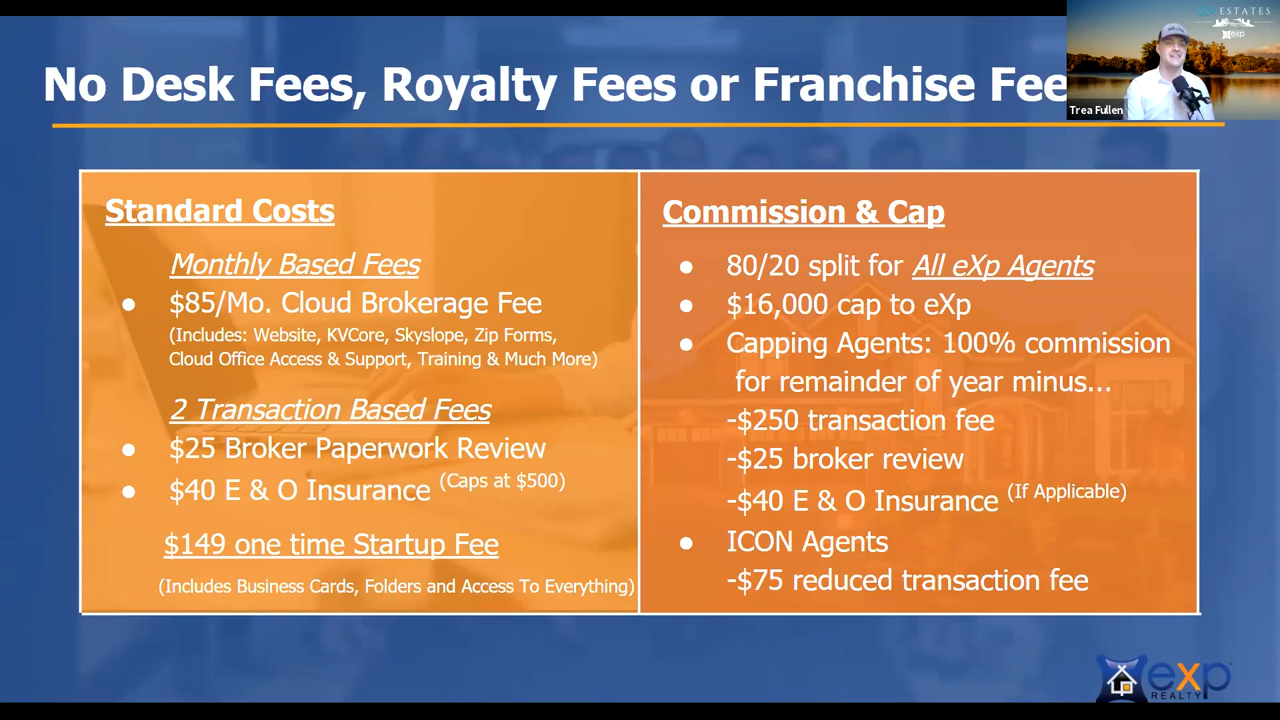 ESTATES
exp
No Desk Fees, Royalty Fees or Franchise Fee
Trea Fullen
Standard Costs
Monthly Based Fees
● $85/Mo. Cloud Brokerage Fee
(Includes: Website, KVCore, Skyslope, Zip Forms,
Cloud Office Access & Support, Training & Much More)
2 Transaction Based Fees
● $25 Broker Paperwork Review
● $40 E & O Insurance (Caps at $500)
$149 one time Startup Fee
(Includes Business Cards, Folders and Access To Everything)
Commission & Cap
● 80/20 split for All eXp Agents
● $16,000 cap to eXp
● Capping Agents: 100% commission
for remainder of year minus...
-$250 transaction fee
-$25 broker review
-$40 E & O Insurance (If Applicable)
● ICON Agents
-$75 reduced transaction fee
eXp
REALTY